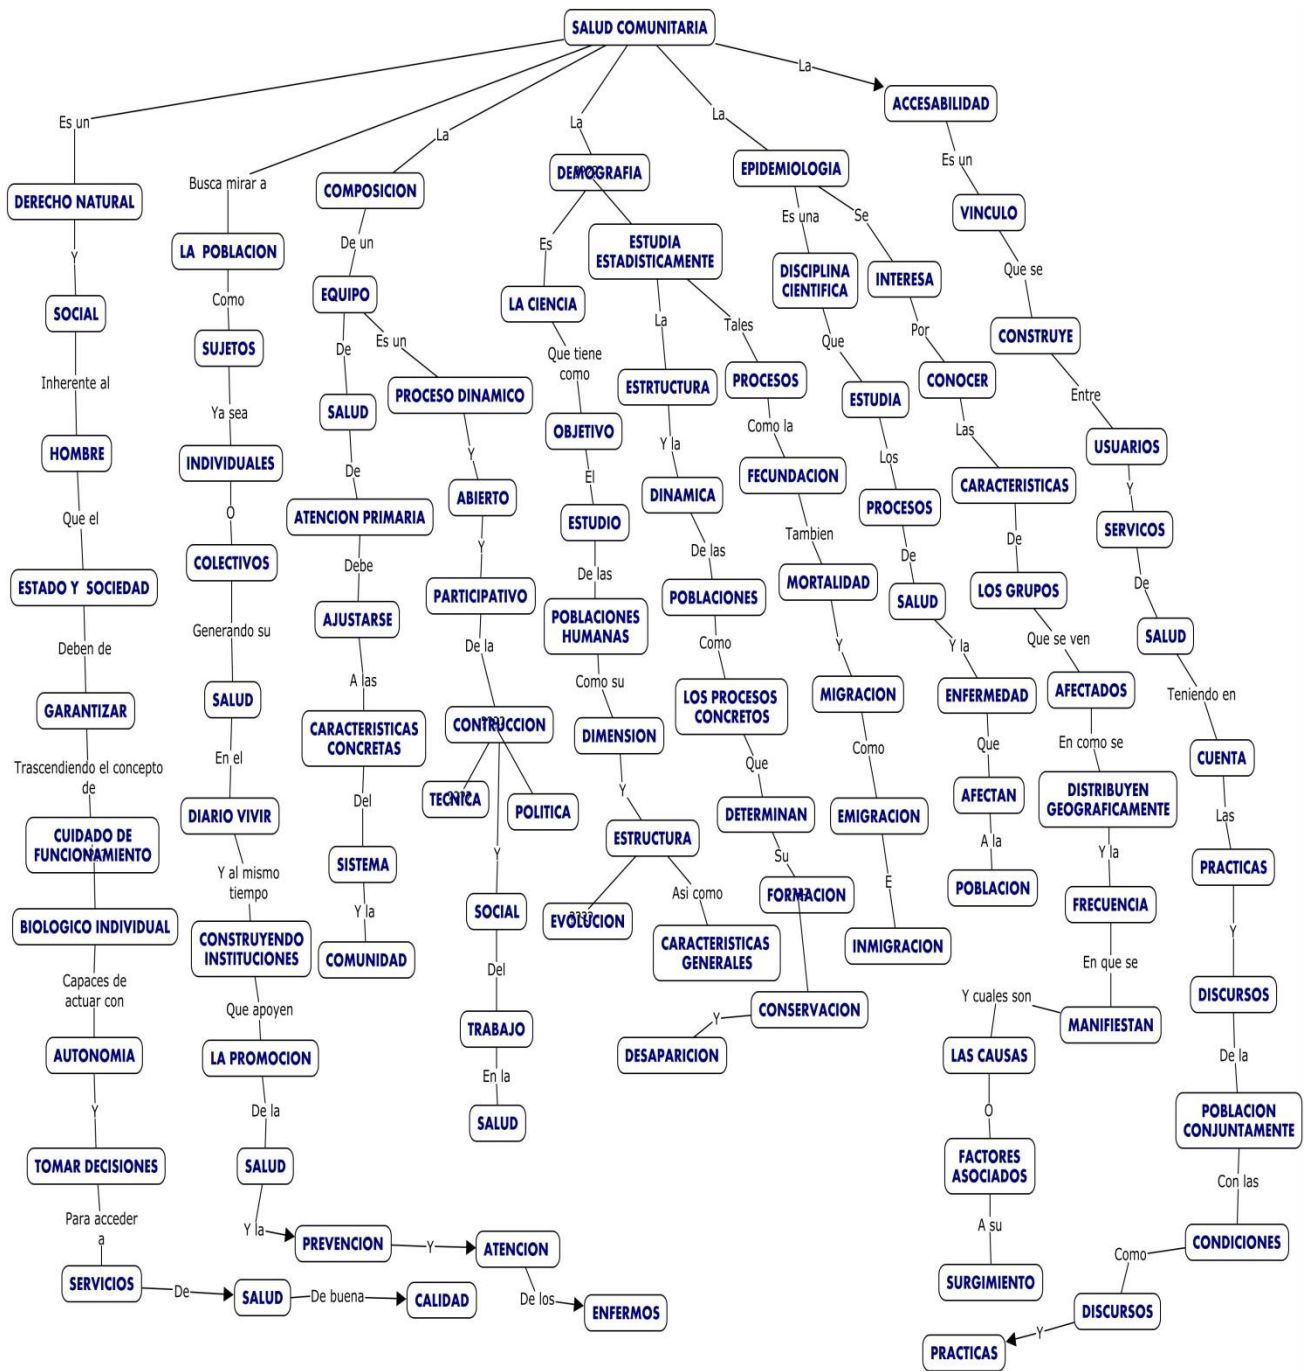 SALUD COMUNITARIA
Es un
DERECHO NATURAL
Y
SOCIAL
Inherente al
HOMBRE
Que el
ESTADO Y SOCIEDAD
Deben de
GARANTIZAR
Trascendiendo el concepto
de
CUIDADO DE
FUNCIONAMIENTO
BIOLOGICO INDIVIDUAL
Capaces de
actuar con
AUTONOMIA
Y
TOMAR DECISIONES
Para acceder
a
SERVICIOS
De
SALUD
De buena
CALIDAD
Busca mirar a
LA POBLACION
Como
SUJETOS
Ya sea
INDIVIDUALES
O
COLECTIVOS
Generando su
SALUD
En el
DIARIO VIVIR
Y al mismo
tiempo
CONSTRUYENDO
INSTITUCIONES
Que apoyen
LA PROMOCION
De la
SALUD
Y la
PREVENCION
Y
ATENCION
De los
ENFERMOS
La
COMPOSICION
De un
EQUIPO
De
SALUD
De
ATENCION PRIMARIA
Debe
AJUSTARSE
A las
CARACTERISTICAS
CONCRETAS
Del
SISTEMA
Y la
COMUNIDAD
Es un
PROCESO DINAMICO
Y
ABIERTO
Y
PARTICIPATIVO
De la
CONTRUCCION
TECNICA
POLITICA
Y
SOCIAL
Del
TRABAJO
En la
SALUD
La
DEMOGRAFIA
Es
LA CIENCIA
Que tiene
como
OBJETIVO
El
ESTUDIO
De las
POBLACIONES
HUMANAS
Como su
DIMENSION
Y
ESTRUCTURA
EVOLUCION
Asi como
CARACTERISTICAS
GENERALES
ESTUDIA
ESTADISTICAMENTE
La
ESTRTUCTURA
Y la
DINAMICA
De las
POBLACIONES
Como
LOS PROCESOS
CONCRETOS
Que
DETERMINAN
Su
FORMACION
CONSERVACION
Y
DESAPARICION
Tales
PROCESOS
Como la
FECUNDACION
Tambien
MORTALIDAD
Y
MIGRACION
Como
EMIGRACION
E
INMIGRACION
La
EPIDEMIOLOGIA
Es una
DISCIPLINA
CIENTIFICA
Que
ESTUDIA
Los
PROCESOS
De
SALUD
Y la
ENFERMEDAD
Que
AFECTAN
A la
POBLACION
Se
INTERESA
Por
CONOCER
Las
CARACTERISTICAS
De
LOS GRUPOS
Que se ven
AFECTADOS
En como se
DISTRIBUYEN
GEOGRAFICAMENTE
Y la
FRECUENCIA
En que se
MANIFIESTAN
Y cuales son
LAS CAUSAS
O
FACTORES
ASOCIADOS
A su
SURGIMIENTO
La
ACCESABILIDAD
Es un
VINCULO
Que se
CONSTRUYE
Entre
USUARIOS
Y
SERVICOS
De
SALUD
Teniendo en
CUENTA
Las
PRACTICAS
Y
DISCURSOS
De la
POBLACION
CONJUNTAMENTE
Con las
CONDICIONES
Como
DISCURSOS
Y
PRACTICAS